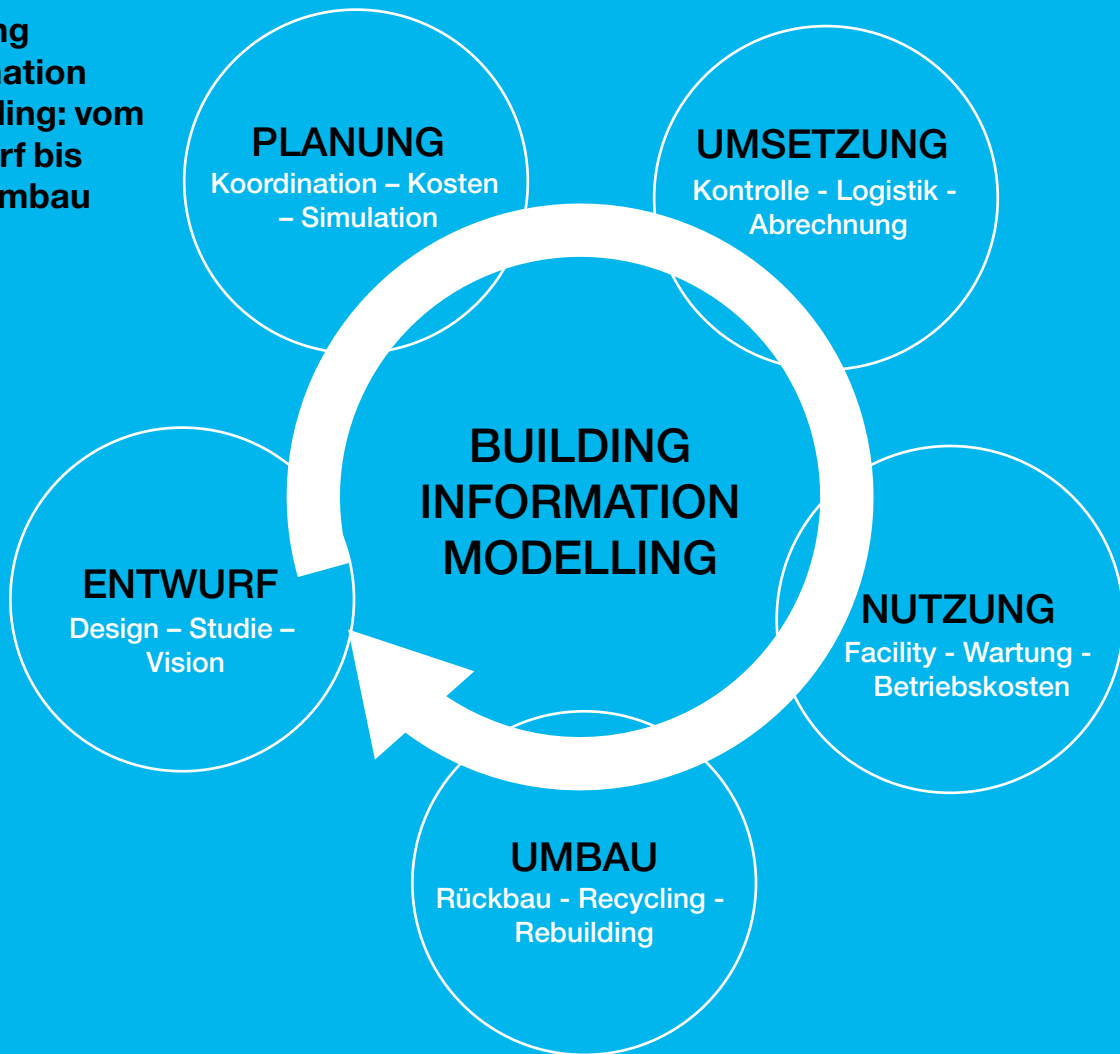 ng
ation
ling: vom
rf bis
mbau
PLANUNG
Koordination – Kosten
– Simulation
UMSETZUNG
Kontrolle - Logistik -
Abrechnung
BUILDING
INFORMATION
MODELLING
ENTWURF
Design – Studie –
Vision
NUTZUNG
Facility - Wartung -
Betriebskosten
UMBAU
Rückbau - Recycling -
Rebuilding